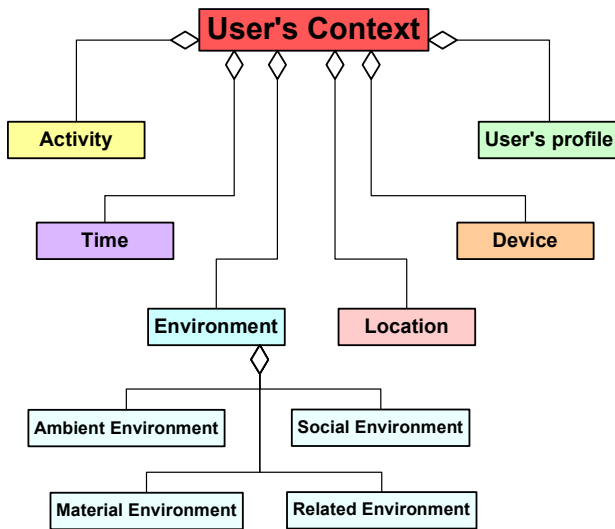 User's Context
Activity
User's profile
Time
Device
Environment
Location
Ambient Environment
Social Environment
Material Environment
Related Environment